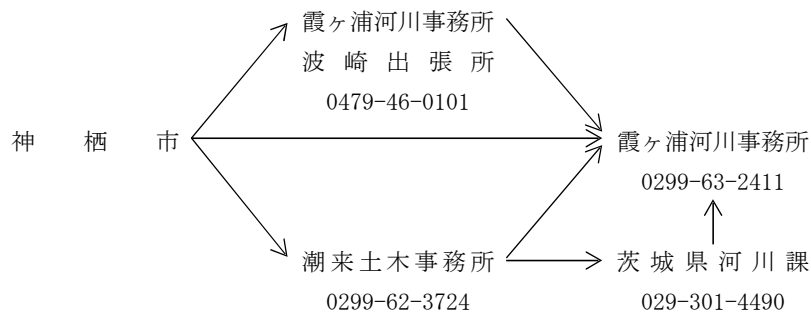 霞ヶ浦河川事務所
波崎出張所
0479-46-0101
神栖市
霞ヶ浦河川事務所
0299-63-2411
潮来土木事務所
0299-62-3724
茨城県河川課
029-301-4490